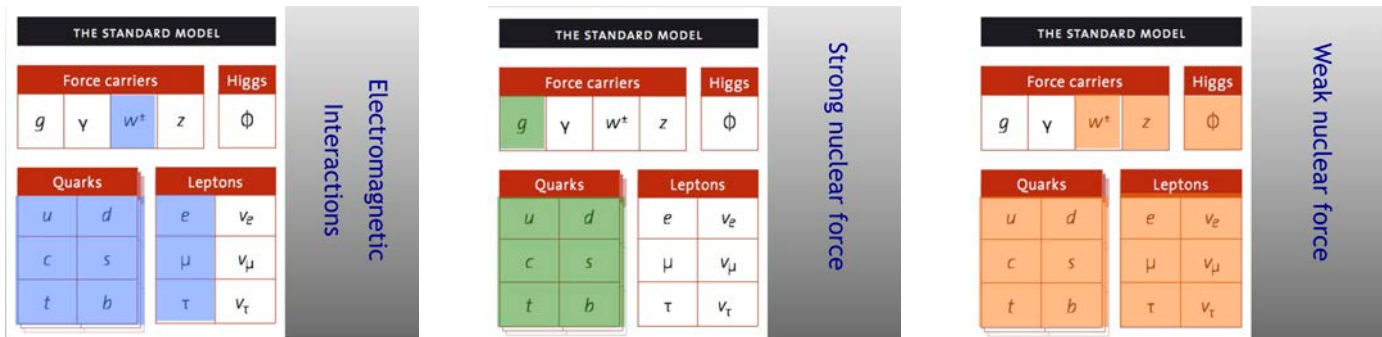 THE STANDARD MODEL
Force carriers Higgs
g γ w± z ϕ
Quarks Leptons
u d e νe
c s μ νμ
t b τ ντ
Electromagnetic
Interactions
THE STANDARD MODEL
Force carriers Higgs
g γ w± z ϕ
Quarks Leptons
u d e νe
c s μ νμ
t b τ ντ
Strong nuclear force
THE STANDARD MODEL
Force carriers Higgs
g γ w± z ϕ
Quarks Leptons
u d e νe
c s μ νμ
t b τ ντ
Weak nuclear force